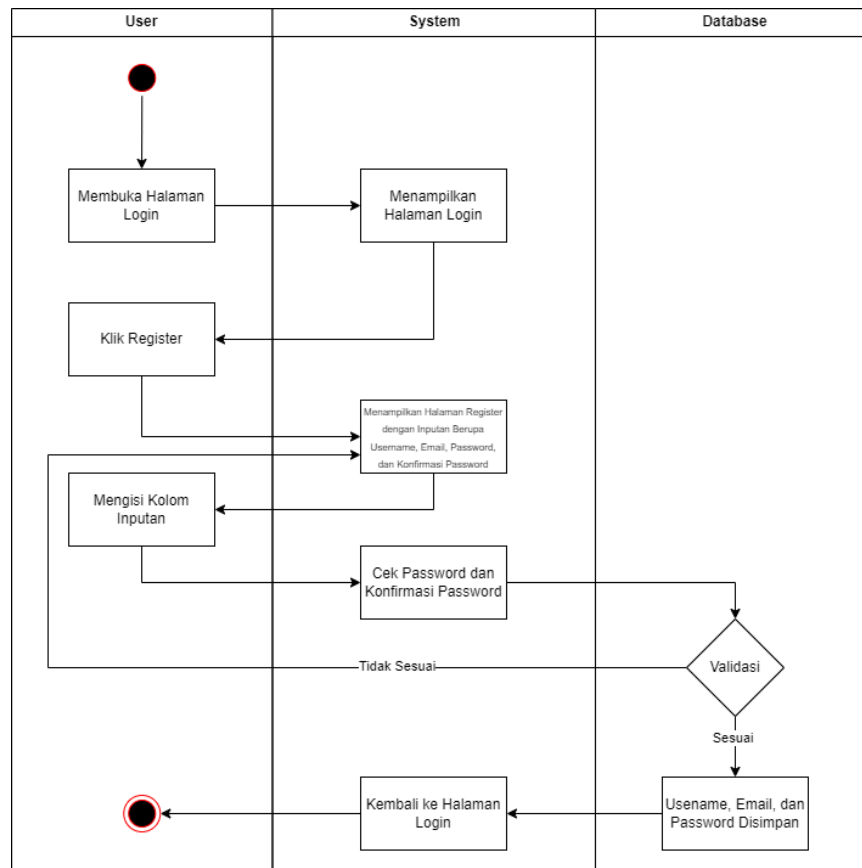 User
System
Database
Membuka Halaman
Login
Menampilkan
Halaman Login
Klik Register
Menampilkan Halaman Register
dengan Inputan Berupa
Username, Email, Password,
dan Konfirmasi Password
Mengisi Kolom
Inputan
Cek Password dan
Konfirmasi Password
Validasi
Tidak Sesuai
Sesuai
Usename, Email, dan
Password Disimpan
Kembali ke Halaman
Login